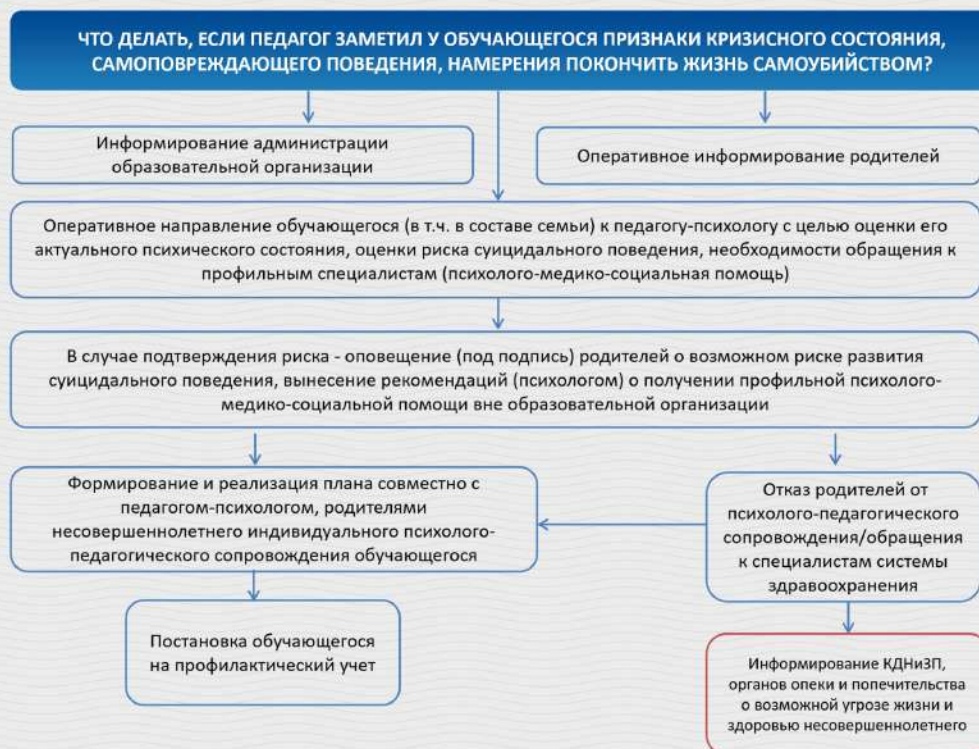 ЧТО ДЕЛАТЬ, ЕСЛИ ПЕДАГОГ ЗАМЕТИЛ У ОБУЧАЮЩЕГОСЯ ПРИЗНАКИ КРИЗИСНОГО СОСТОЯНИЯ,
САМОПОВРЕЖДАЮЩЕГО ПОВЕДЕНИЯ, НАМЕРЕНИЯ ПОКОНЧИТЬ ЖИЗНЬ САМОУБИЙСТВОМ?
Информирование администрации
образовательной организации
Оперативное информирование родителей
Оперативное направление обучающегося (в т.ч. в составе семьи) к педагогу-психологу с целью оценки его
актуального психического состояния, оценки риска суицидального поведения, необходимости обращения к
профильным специалистам (психолого-медико-социальная помощь)
В случае подтверждения риска - оповещение (под подпись) родителей о возможном риске развития
суицидального поведения, вынесение рекомендаций (психологом) о получении профильной психолого-
медико-социальной помощи вне образовательной организации
Формирование и реализация плана совместно с
педагогом-психологом, родителями
несовершеннолетнего индивидуального психолого-
педагогического сопровождения обучающегося
Отказ родителей от
психолого-педагогического
сопровождения/обращения
к специалистам системы
здравоохранения
Постановка обучающегося
на профилактический учет
Информирование КДНиЗП,
органов опеки и попечительства
о возможной угрозе жизни и
здоровью несовершеннолетнего